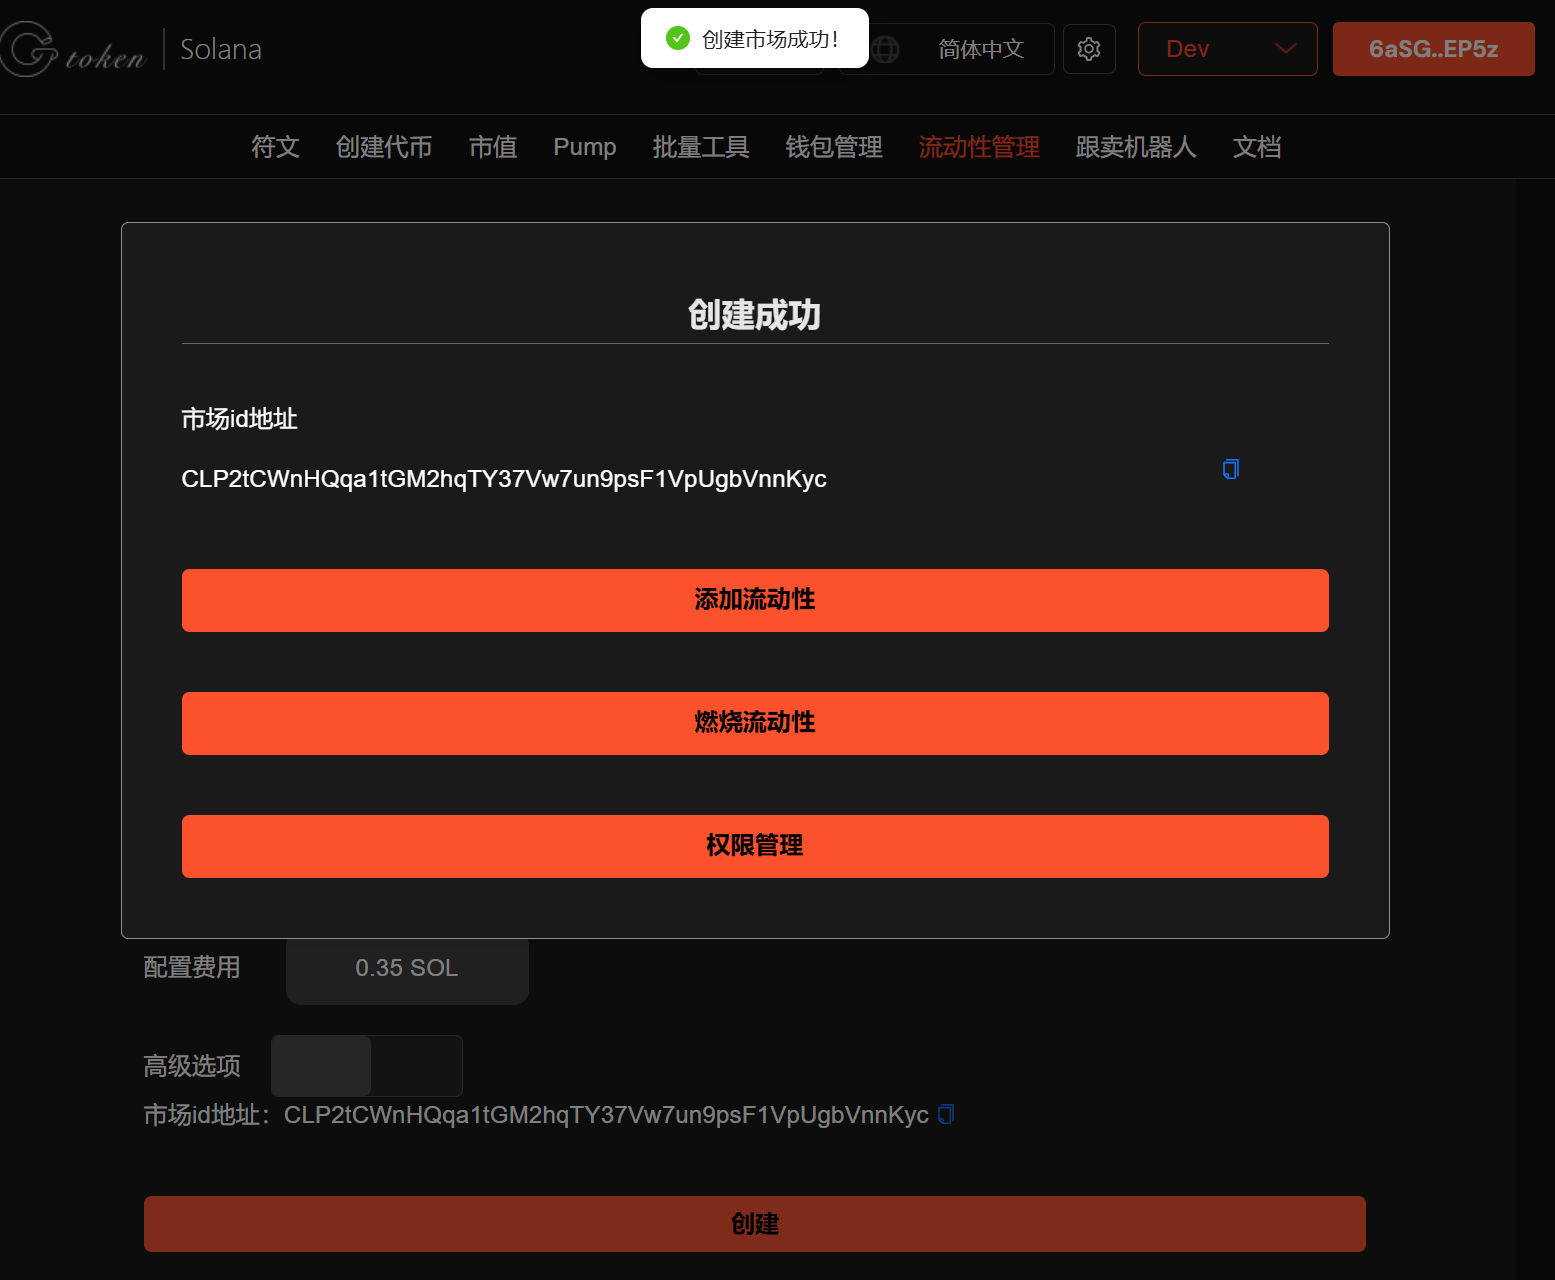 Gtoken
Solana
创建市场成功！
简体中文
Dev
6aSG..EP5z
符文
创建代币
市值
Pump
批量工具
钱包管理
流动性管理
跟卖机器人
文档
创建成功
市场id地址
CLP2tCWnHQqa1tGM2hqTY37Vw7un9psF1VpUgbVnnKyc
添加流动性
燃烧流动性
权限管理
配置费用
0.35 SOL
高级选项
市场id地址：CLP2tCWnHQqa1tGM2hqTY37Vw7un9psF1VpUgbVnnKyc
创建